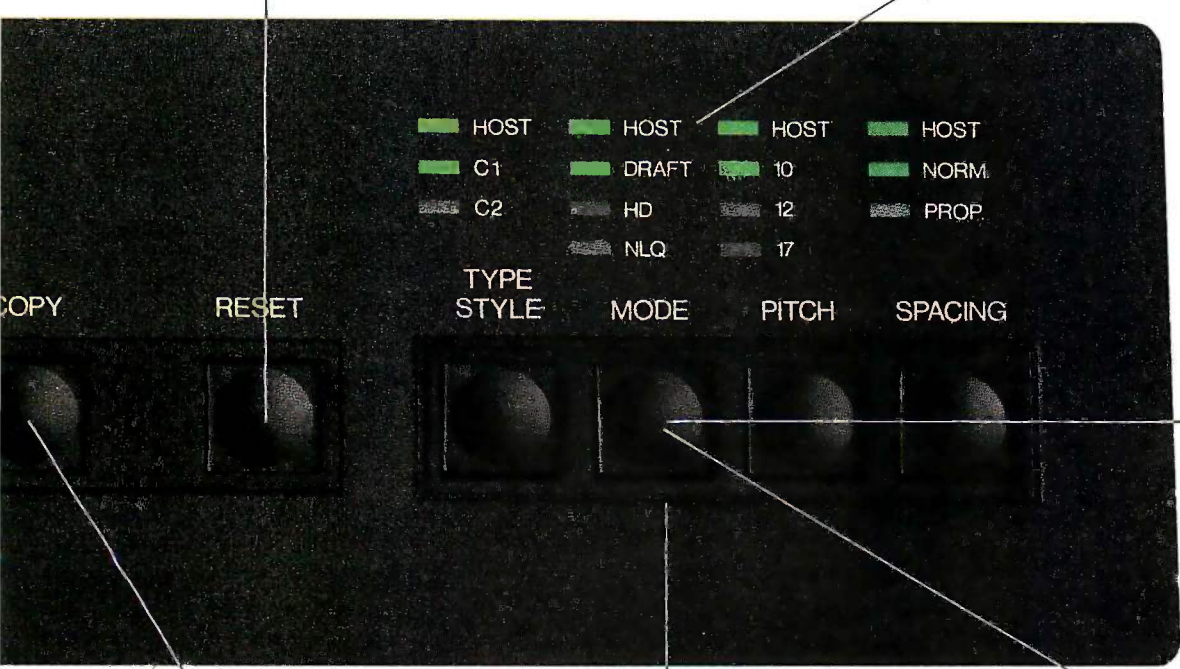 HOST HOST HOST HOST
C1 DRAFT 10 NORM.
C2 HD 12 PROP.
NLQ 17
TYPE
COPY RESET STYLE MODE PITCH SPACING